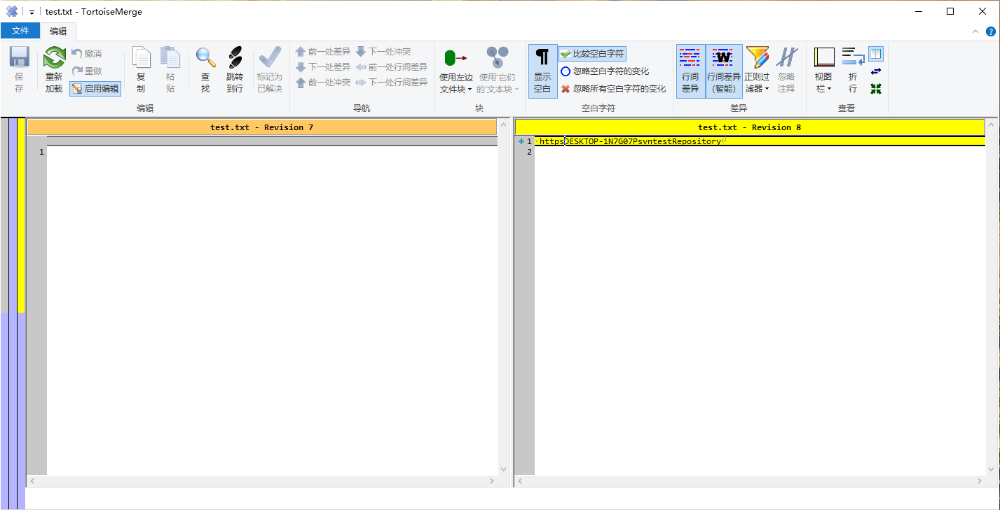 test.txt - TortoiseMerge
文件 编辑
保存
重新加载
撤消
重做
启用编辑
复制
粘贴
查找
跳转到行
标记为已解决
编辑
前一处差异 下一处冲突
下一处差异 前一处行间差异
前一处冲突 下一处行间差异
导航
使用左边文件块
使用'它们的'文本块
块
显示空白
比较空白字符
忽略空白字符的变化
忽略所有空白字符的变化
空白字符
行间差异
行间差异(智能)
正则过滤器
忽略注释
差异
视图栏
折行
查看
test.txt - Revision 7
1
test.txt - Revision 8
1 httpsDESKTOP-1N7G07PsvntestRepository
2